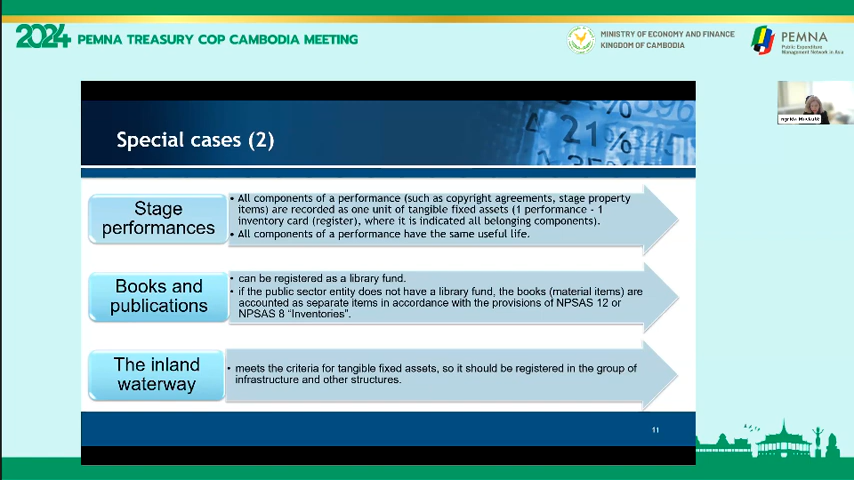 2024 PEMNA TREASURY COP CAMBODIA MEETING
MINISTRY OF ECONOMY AND FINANCE
KINGDOM OF CAMBODIA
PEMNA
Public Expenditure
Management Network in Asia
Special cases (2)
Stage
performances
• All components of a performance (such as copyright agreements, stage property
items) are recorded as one unit of tangible fixed assets (1 performance - 1
inventory card (register), where it is indicated all belonging components).
• All components of a performance have the same useful life.
Books and
publications
• can be registered as a library fund.
• if the public sector entity does not have a library fund, the books (material items) are
accounted as separate items in accordance with the provisions of NPSAS 12 or
NPSAS 8 “Inventories”.
The inland
waterway
• meets the criteria for tangible fixed assets, so it should be registered in the group of
infrastructure and other structures.
11